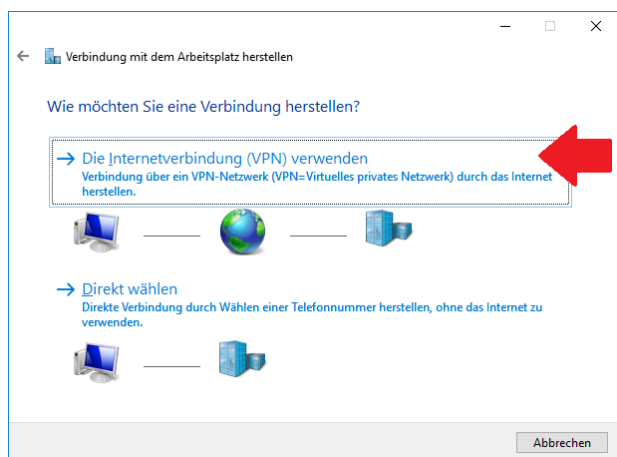 Verbindung mit dem Arbeitsplatz herstellen
Wie möchten Sie eine Verbindung herstellen?
Die Internetverbindung (VPN) verwenden
Verbindung über ein VPN-Netzwerk (VPN=Virtuelles privates Netzwerk) durch das Internet
herstellen.
Direkt wählen
Direkte Verbindung durch Wählen einer Telefonnummer herstellen, ohne das Internet zu
verwenden.
Abbrechen